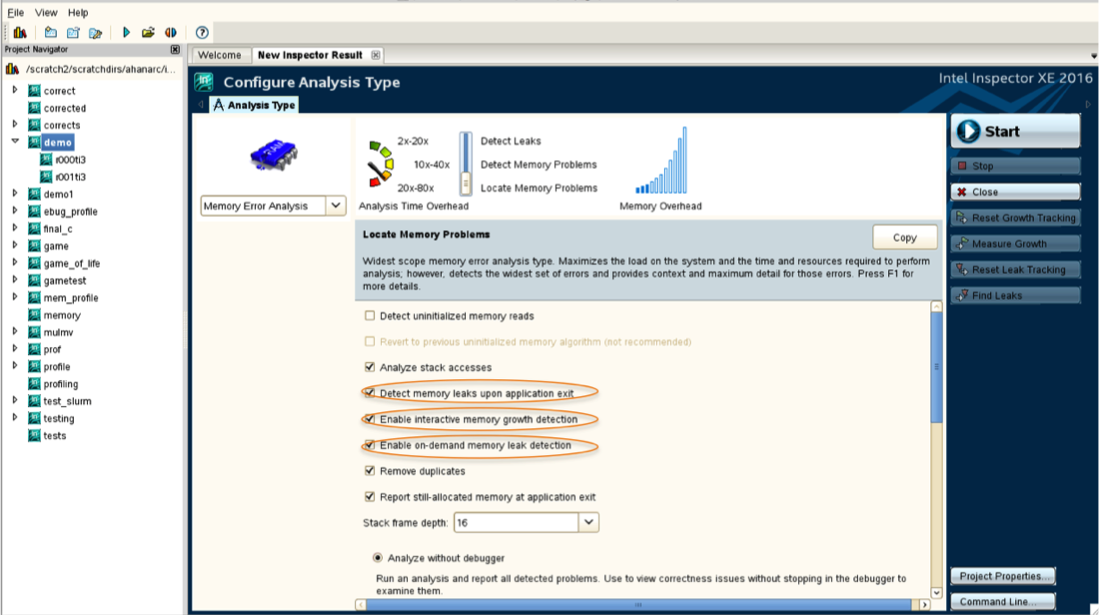 File View Help
Project Navigator
/scratch2/scratchdirs/ahanarc/i...
correct
corrected
corrects
demo
r000ti3
r001ti3
demo1
ebug_profile
final_c
game
game_of_life
gametest
mem_profile
memory
mulmv
prof
profile
profiling
test_slurm
testing
tests
Welcome New Inspector Result
Configure Analysis Type
Intel Inspector XE 2016
Analysis Type
Memory Error Analysis
2x-20x
10x-40x
20x-80x
Analysis Time Overhead
Detect Leaks
Detect Memory Problems
Locate Memory Problems
Memory Overhead
Locate Memory Problems
Copy
Widest scope memory error analysis type. Maximizes the load on the system and the time and resources required to perform
analysis; however, detects the widest set of errors and provides context and maximum detail for those errors. Press F1 for
more details.
Detect uninitialized memory reads
Revert to previous uninitialized memory algorithm (not recommended)
Analyze stack accesses
Detect memory leaks upon application exit
Enable interactive memory growth detection
Enable on-demand memory leak detection
Remove duplicates
Report still-allocated memory at application exit
Stack frame depth: 16
Analyze without debugger
Run an analysis and report all detected problems. Use to view correctness issues without stopping in the debugger to
examine them.
Start
Stop
Close
Reset Growth Tracking
Measure Growth
Reset Leak Tracking
Find Leaks
Project Properties...
Command Line...